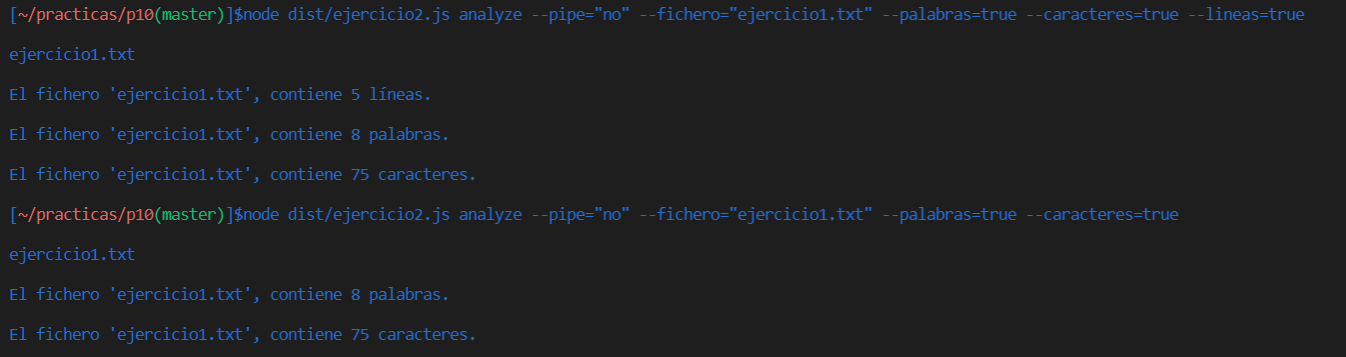 [~/practicas/p10(master)]$node dist/ejercicio2.js analyze --pipe="no" --fichero="ejercicio1.txt" --palabras=true --caracteres=true --lineas=true
ejercicio1.txt
El fichero 'ejercicio1.txt', contiene 5 líneas.
El fichero 'ejercicio1.txt', contiene 8 palabras.
El fichero 'ejercicio1.txt', contiene 75 caracteres.
[~/practicas/p10(master)]$node dist/ejercicio2.js analyze --pipe="no" --fichero="ejercicio1.txt" --palabras=true --caracteres=true
ejercicio1.txt
El fichero 'ejercicio1.txt', contiene 8 palabras.
El fichero 'ejercicio1.txt', contiene 75 caracteres.